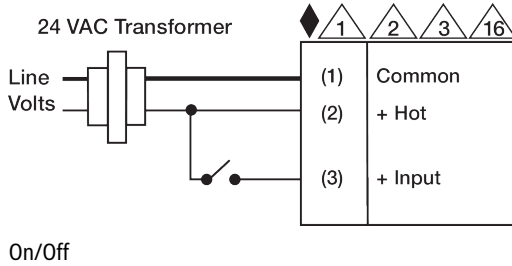 24 VAC Transformer
1 2 3 16
Line
Volts
(1) Common
(2) + Hot
(3) + Input
On/Off